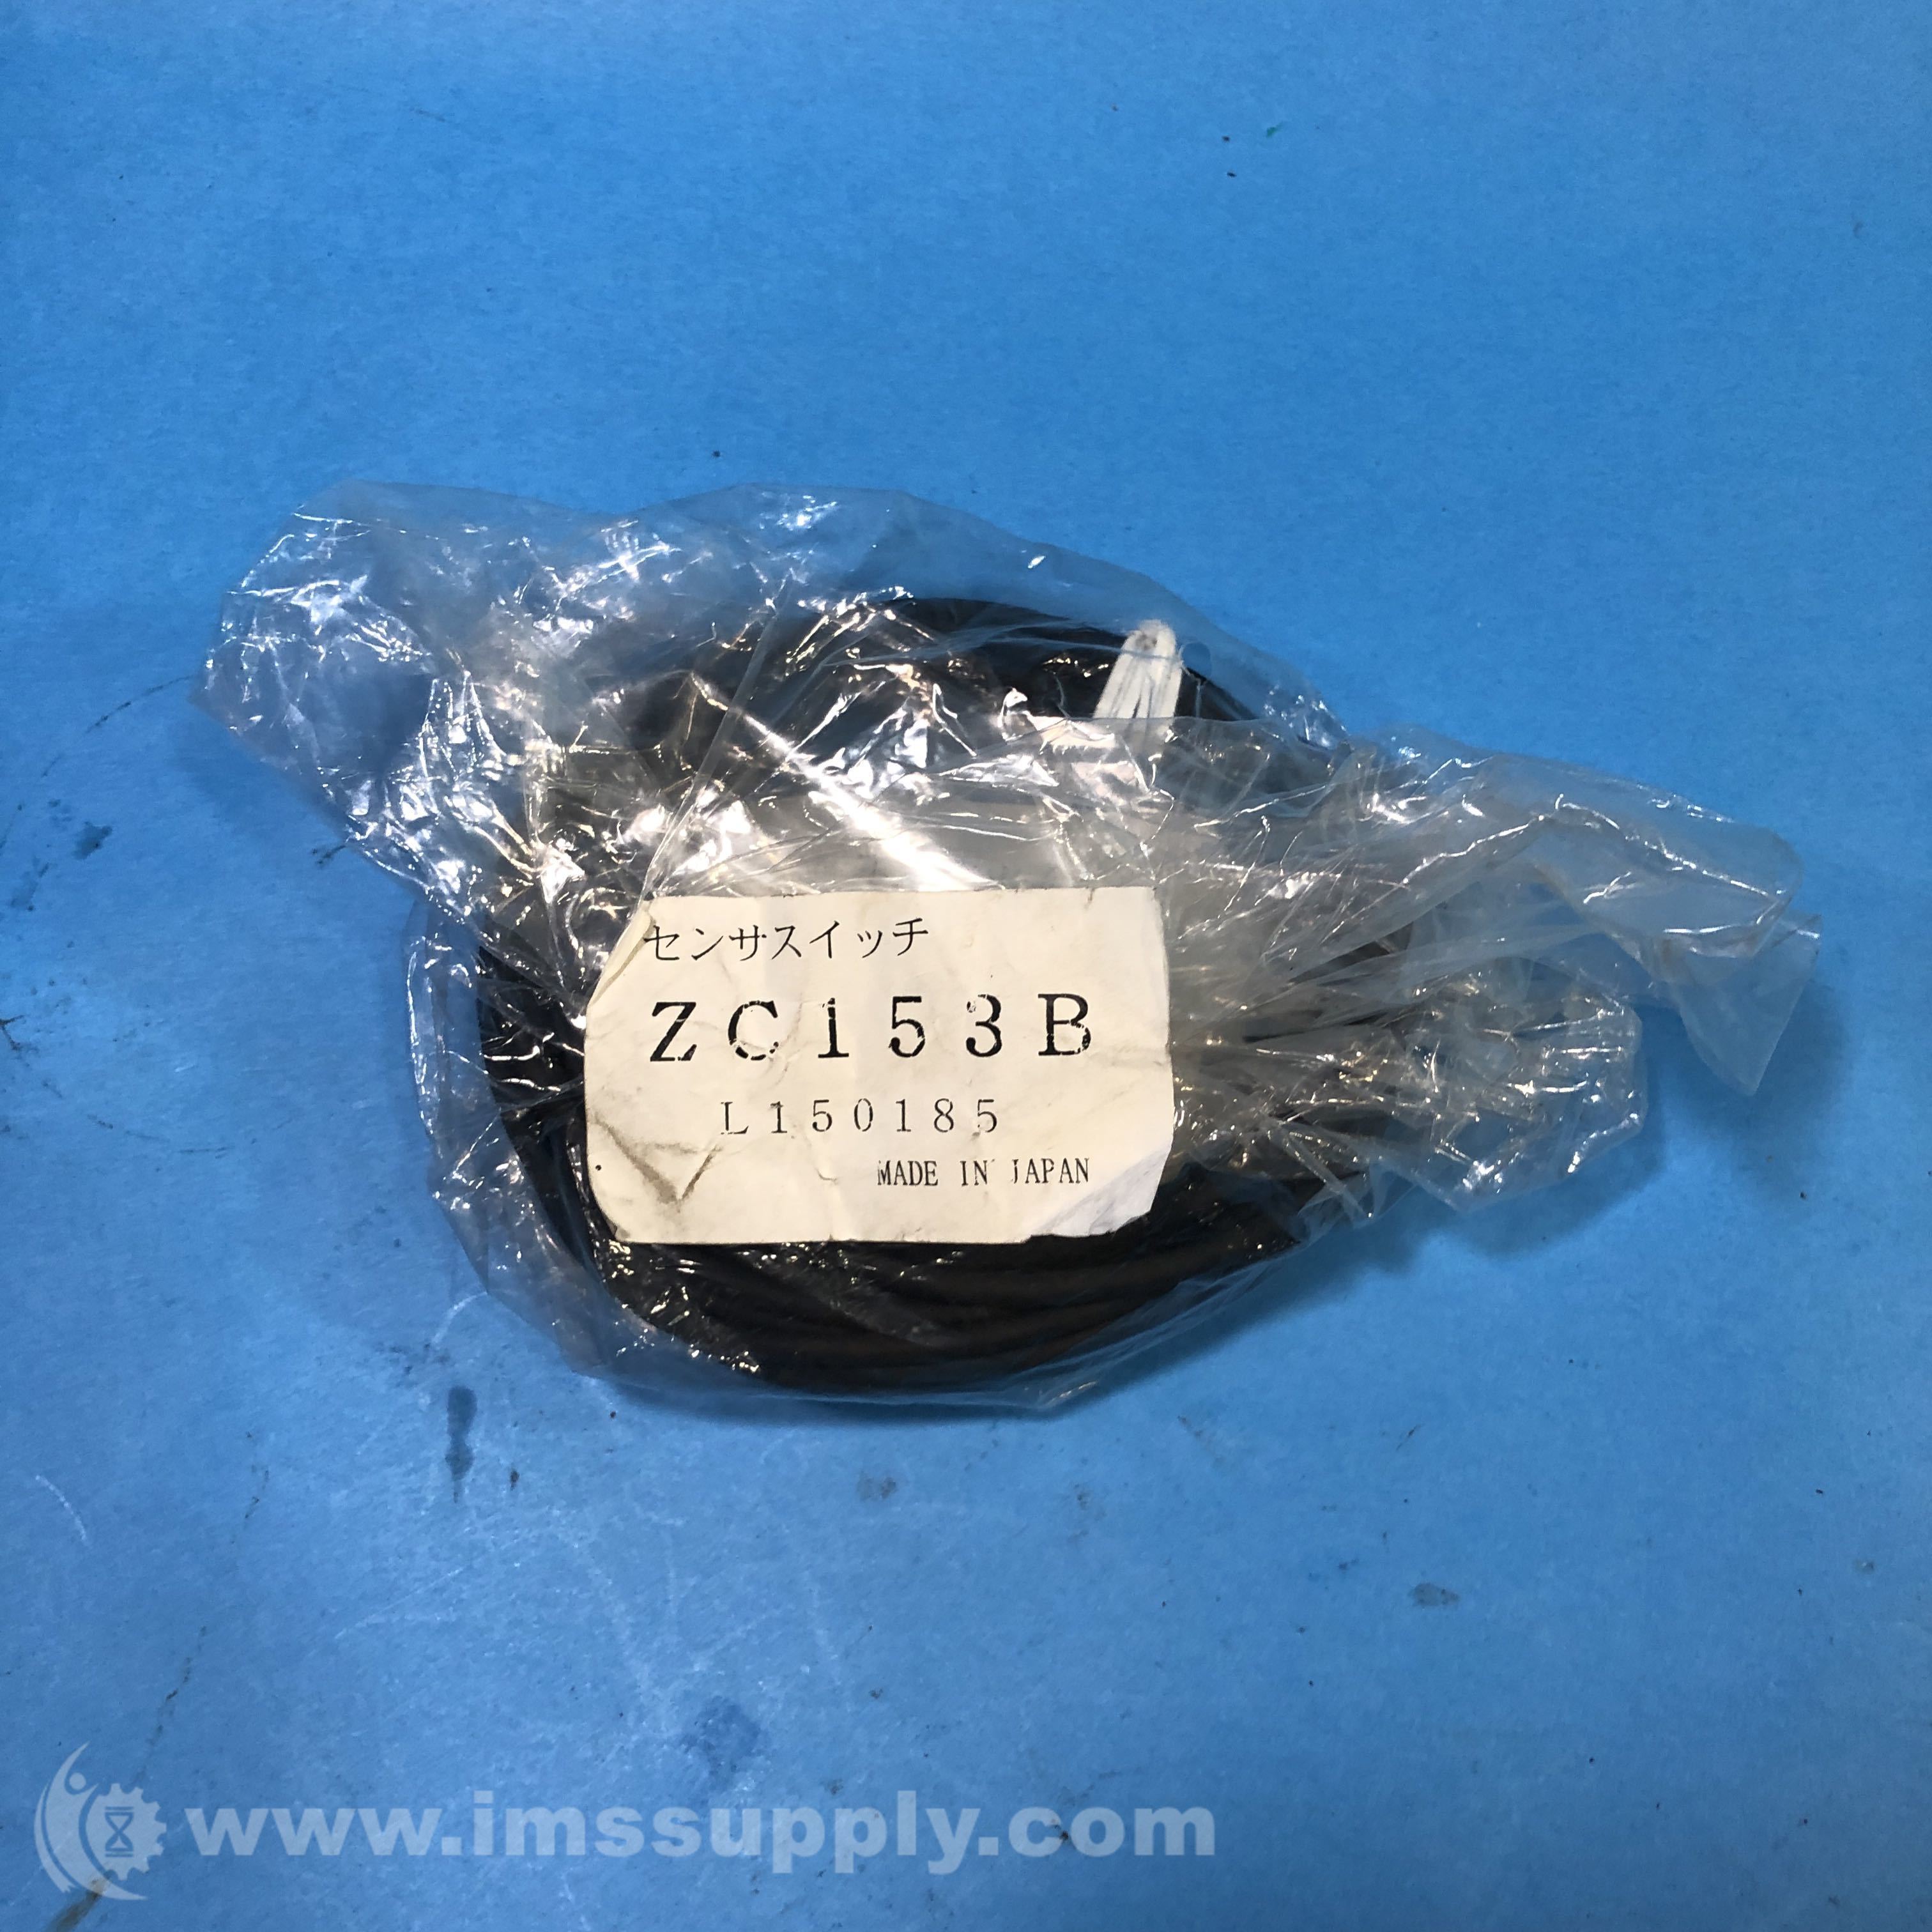 センサスイッチ
ZC153B
L150185
MADE IN JAPAN
www.imssupply.com